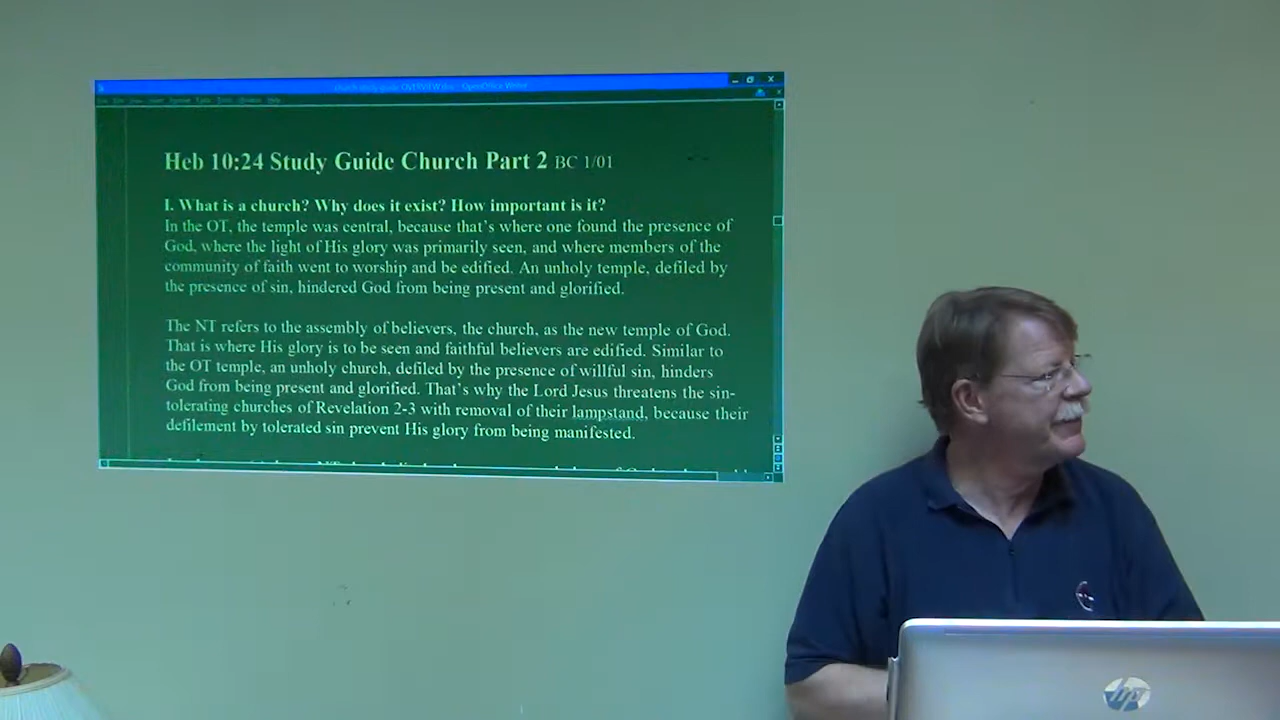 Heb 10:24 Study Guide Church Part 2 BC 1/01
I. What is a church? Why does it exist? How important is it?
In the OT, the temple was central, because that's where one found the presence of
God, where the light of His glory was primarily seen, and where members of the
community of faith went to worship and be edified. An unholy temple, defiled by
the presence of sin, hindered God from being present and glorified.
The NT refers to the assembly of believers, the church, as the new temple of God.
That is where His glory is to be seen and faithful believers are edified. Similar to
the OT temple, an unholy church, defiled by the presence of willful sin, hinders
God from being present and glorified. That's why the Lord Jesus threatens the sin-
tolerating churches of Revelation 2-3 with removal of their lampstand, because their
defilement by tolerated sin prevent His glory from being manifested.
hp